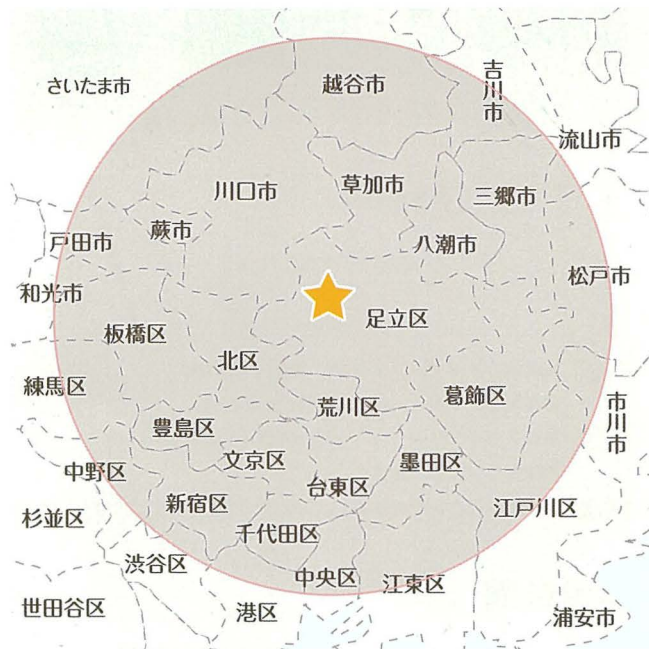 さいたま市
越谷市
吉川市
流山市
川口市
草加市
三郷市
戸田市
蕨市
八潮市
和光市
松戸市
板橋区
足立区
北区
練馬区
荒川区
葛飾区
市川市
豊島区
中野区
文京区
台東区
墨田区
杉並区
新宿区
江戸川区
千代田区
渋谷区
中央区
江東区
世田谷区
港区
浦安市